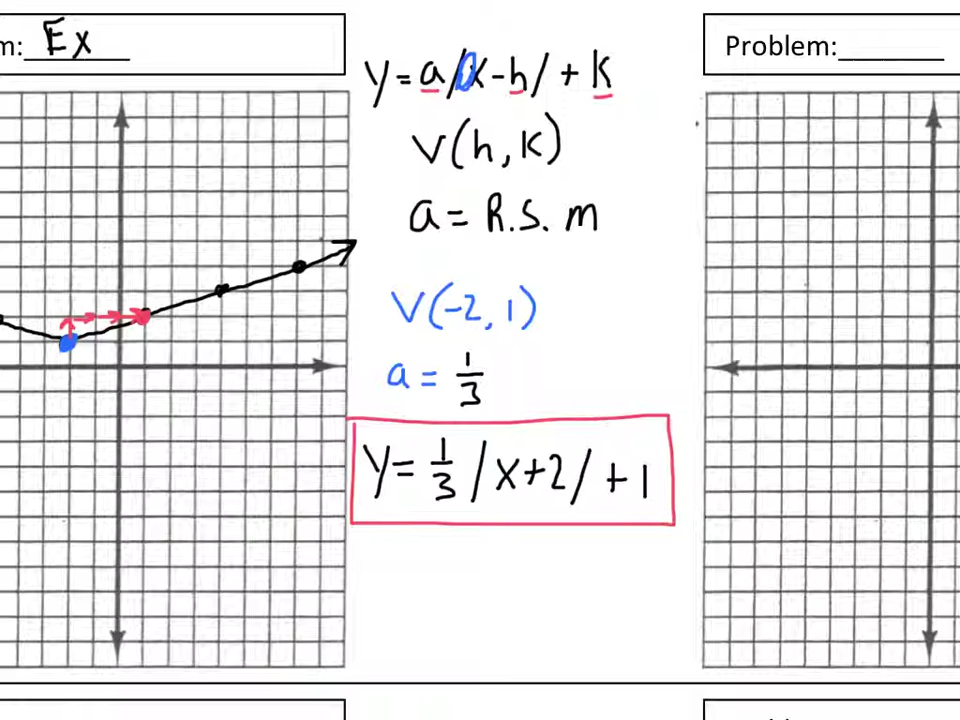 m: Ex
Problem:
y = a|x - h| + k
V(h, k)
a = R.S. m
V(-2, 1)
a = 1/3
y = 1/3 |x + 2| + 1